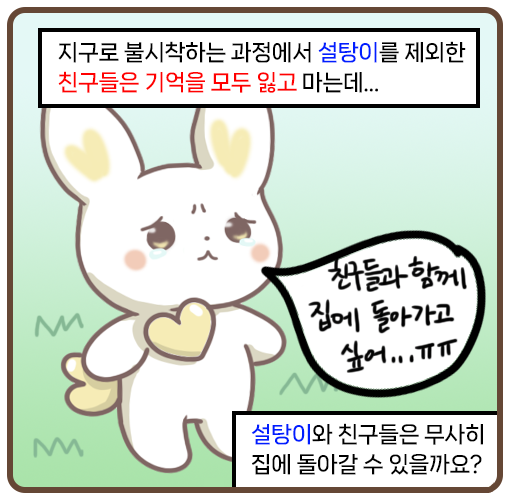 지구로 불시착하는 과정에서 설탕이를 제외한
친구들은 기억을 모두 잃고 마는데...
친구들과 함께
집에 돌아가고
싶어...ㅠㅠ
설탕이와 친구들은 무사히
집에 돌아갈 수 있을까요?